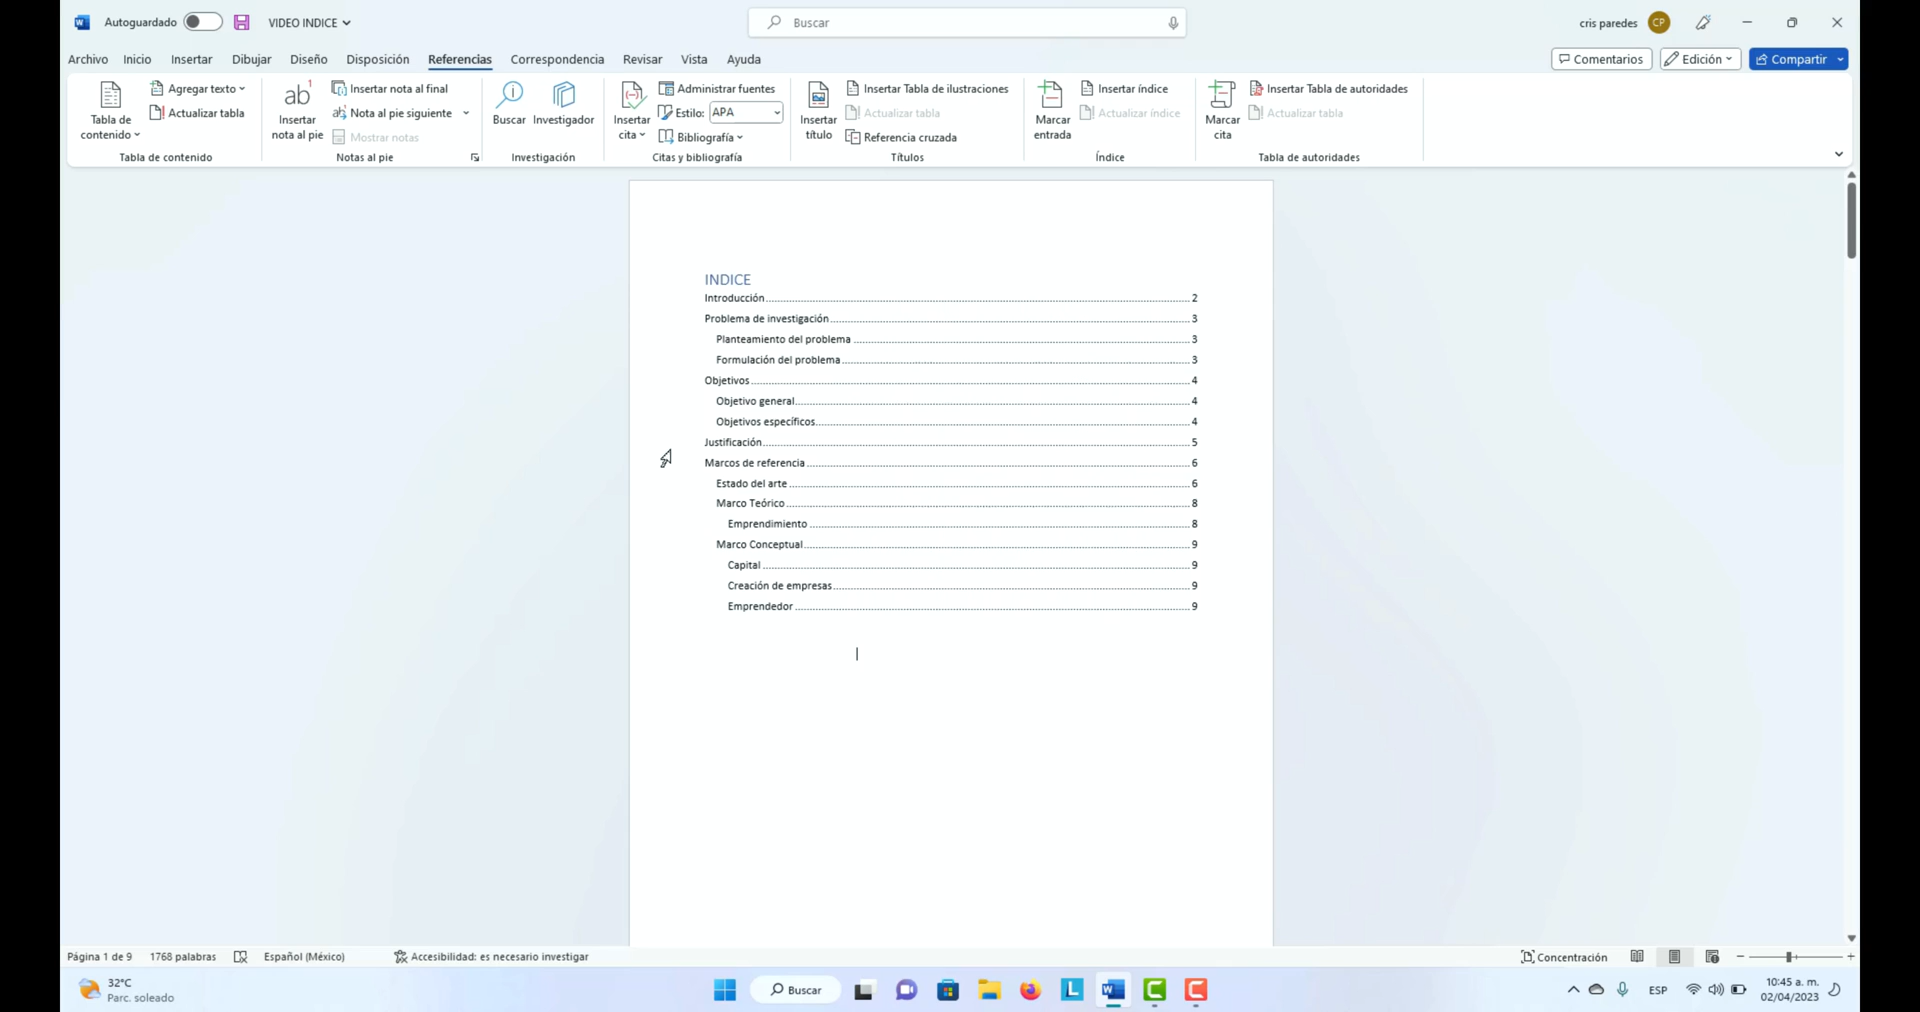 Autoguardado VIDEO INDICE Buscar cris paredes CP
Archivo Inicio Insertar Dibujar Diseño Disposición Referencias Correspondencia Revisar Vista Ayuda Comentarios Edición Compartir
Tabla de contenido
Agregar texto
Actualizar tabla
Tabla de contenido
ab1
Insertar nota al pie
Insertar nota al final
Nota al pie siguiente
Mostrar notas
Notas al pie
Buscar
Investigador
Investigación
Insertar cita
Administrar fuentes
Estilo: APA
Bibliografía
Citas y bibliografía
Insertar título
Insertar Tabla de ilustraciones
Actualizar tabla
Referencia cruzada
Títulos
Marcar entrada
Insertar índice
Actualizar índice
Índice
Marcar cita
Insertar Tabla de autoridades
Actualizar tabla
Tabla de autoridades
INDICE
Introducción 2
Problema de investigación 3
Planteamiento del problema 3
Formulación del problema 3
Objetivos 4
Objetivo general 4
Objetivos específicos 4
Justificación 5
Marcos de referencia 6
Estado del arte 6
Marco Teórico 8
Emprendimiento 8
Marco Conceptual 9
Capital 9
Creación de empresas 9
Emprendedor 9
Página 1 de 9 1768 palabras Español (México) Accesibilidad: es necesario investigar Concentración
32°C
Parc. soleado
Buscar
ESP
10:45 a. m.
02/04/2023